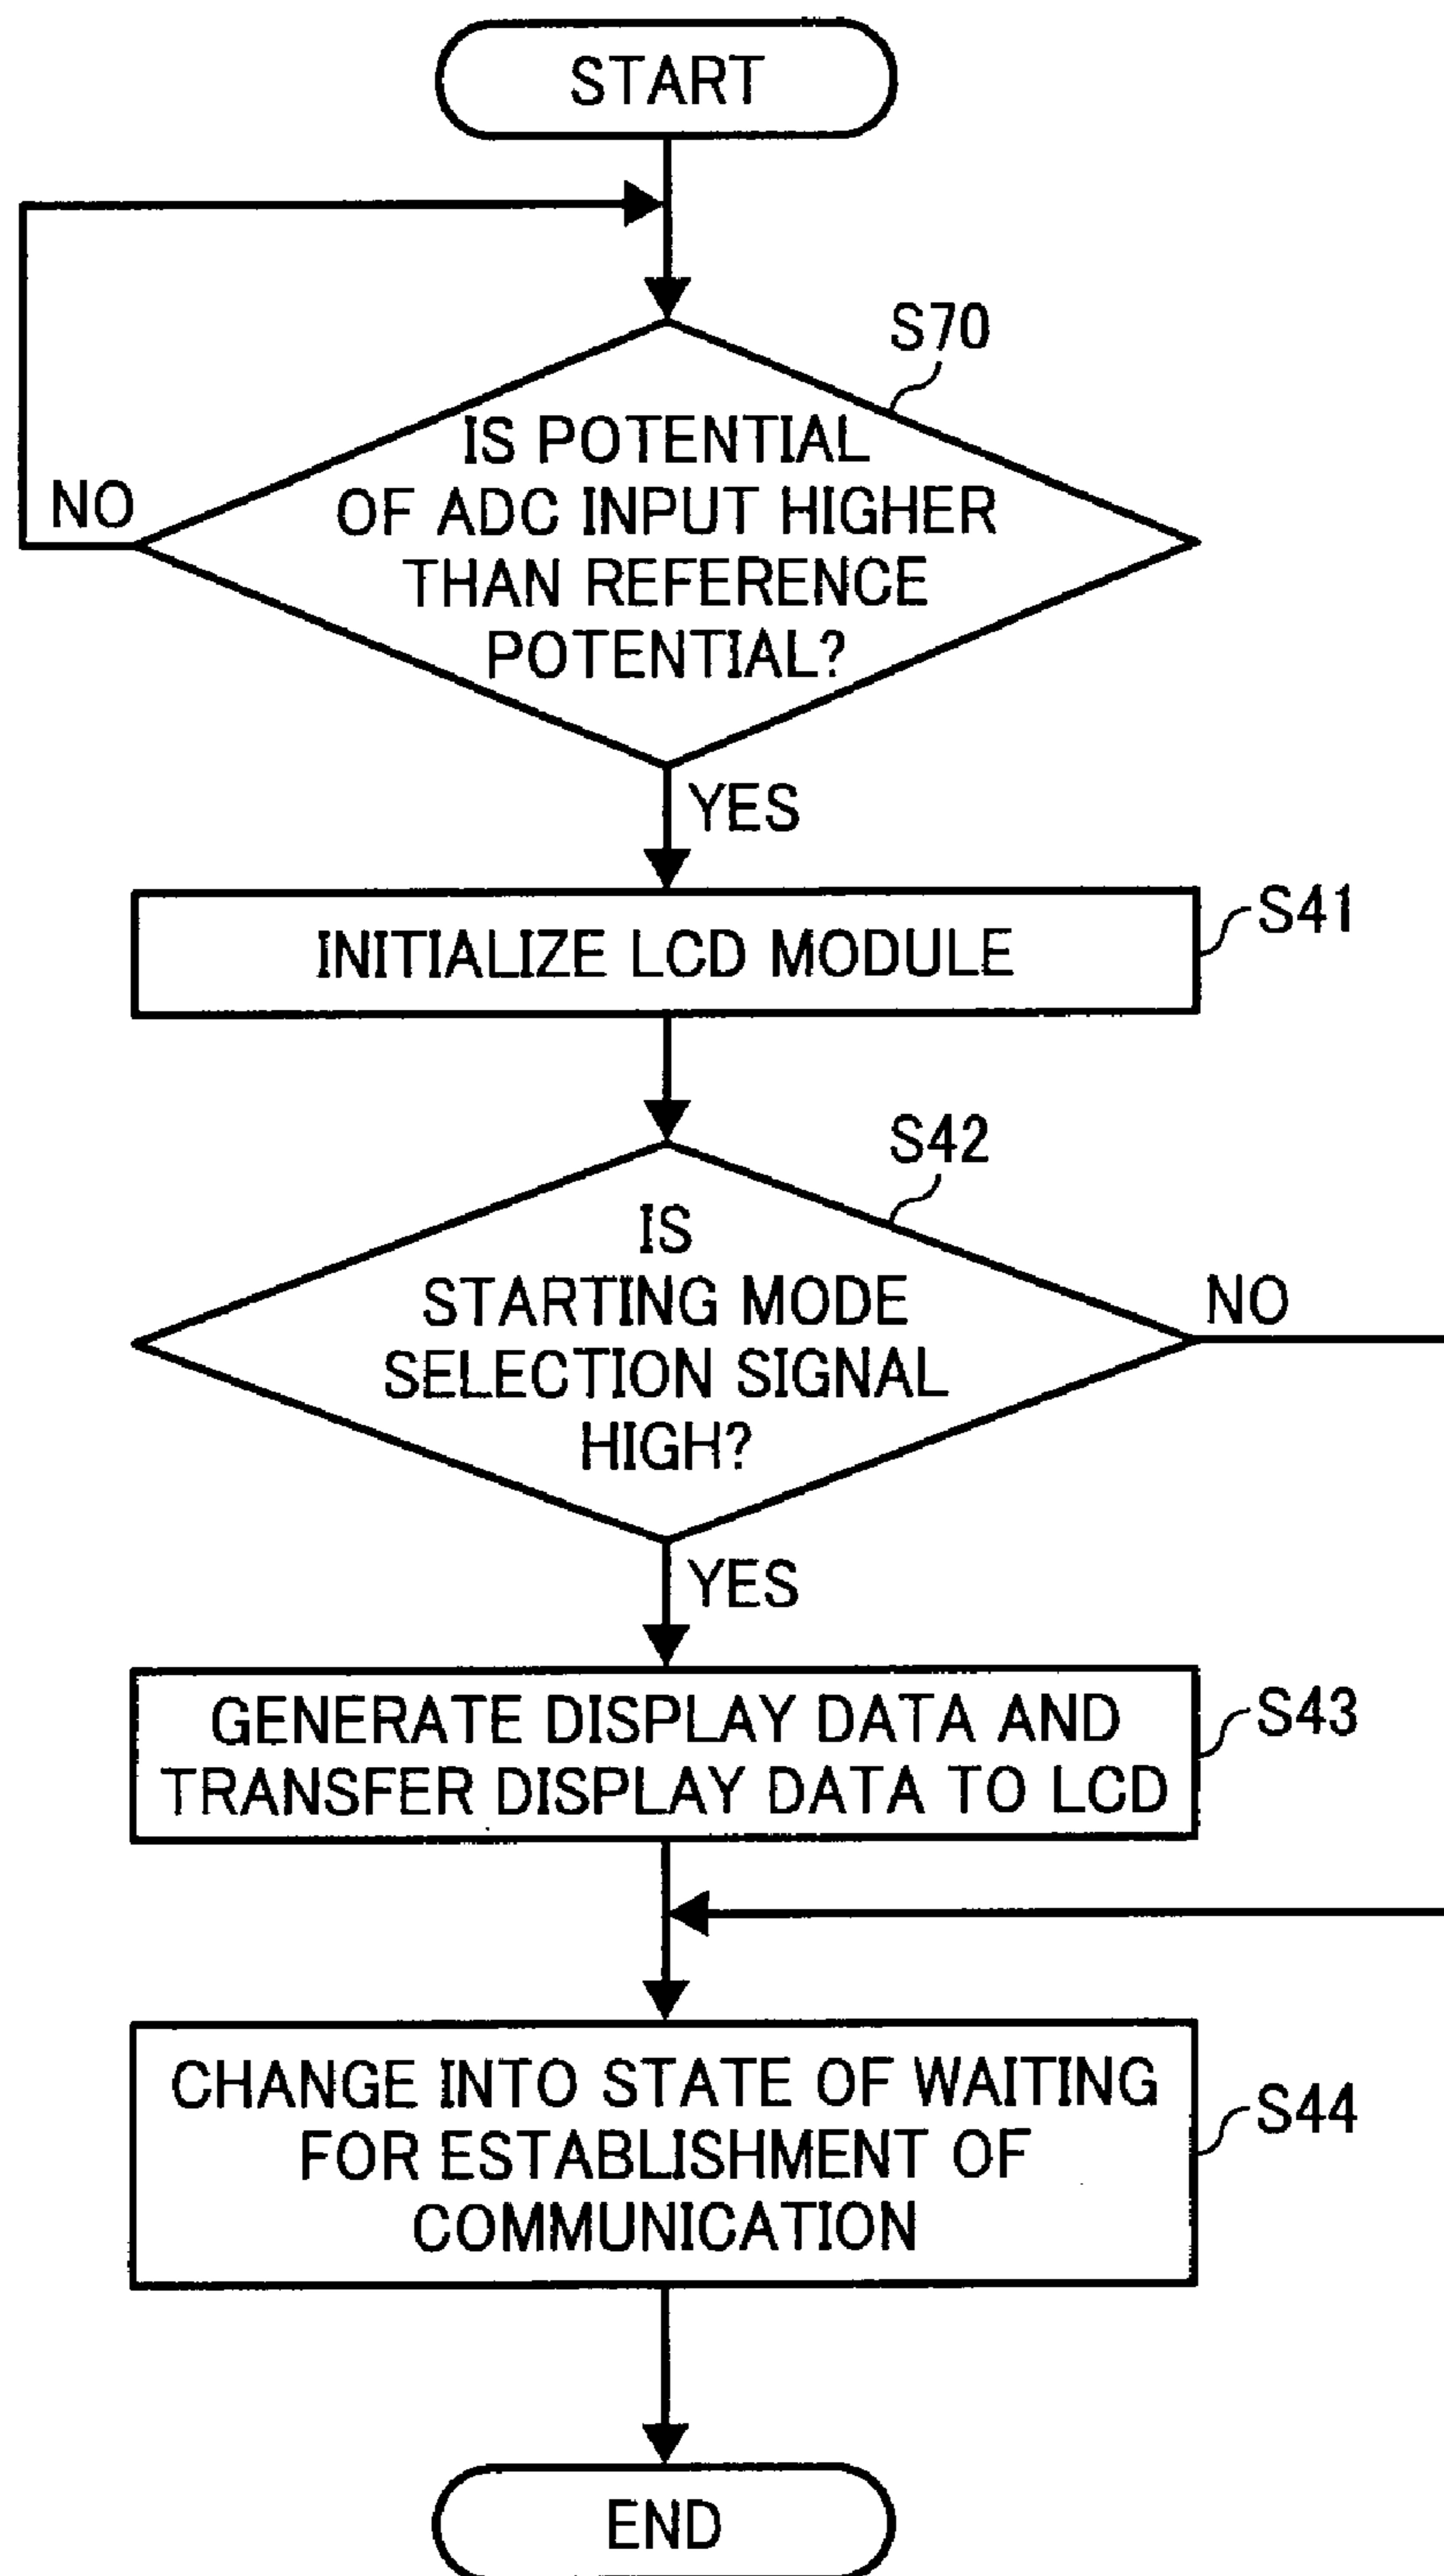 START
S70
IS POTENTIAL
OF ADC INPUT HIGHER
THAN REFERENCE
POTENTIAL?
NO
YES
INITIALIZE LCD MODULE
S41
S42
IS
STARTING MODE
SELECTION SIGNAL
HIGH?
NO
YES
GENERATE DISPLAY DATA AND
TRANSFER DISPLAY DATA TO LCD
S43
CHANGE INTO STATE OF WAITING
FOR ESTABLISHMENT OF
COMMUNICATION
S44
END